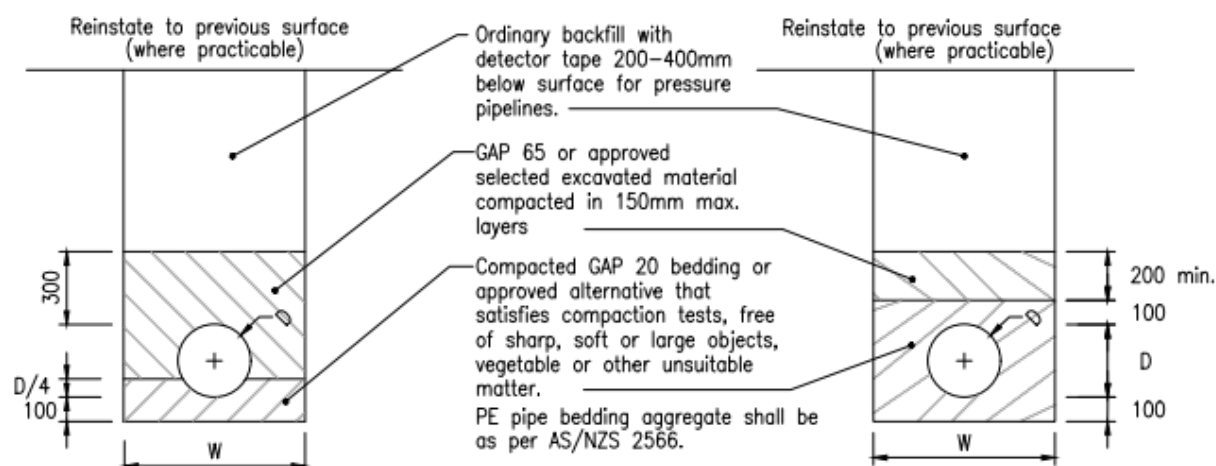 Reinstate to previous surface
(where practicable)
Ordinary backfill with
detector tape 200-400mm
below surface for pressure
pipelines.
GAP 65 or approved
selected excavated material
compacted in 150mm max.
layers
Compacted GAP 20 bedding or
approved alternative that
satisfies compaction tests, free
of sharp, soft or large objects,
vegetable or other unsuitable
matter.
PE pipe bedding aggregate shall be
as per AS/NZS 2566.
300
D
D/4
100
W
Reinstate to previous surface
(where practicable)
200 min.
100
D
D
100
W